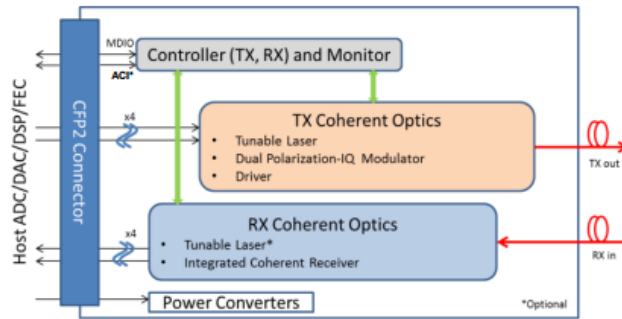 MDIO
ACI*
Controller (TX, RX) and Monitor
Host ADC/DAC/DSP/FEC
CFP2 Connector
x4
TX Coherent Optics
• Tunable Laser
• Dual Polarization-IQ Modulator
• Driver
TX out
x4
RX Coherent Optics
• Tunable Laser*
• Integrated Coherent Receiver
RX in
Power Converters
*Optional